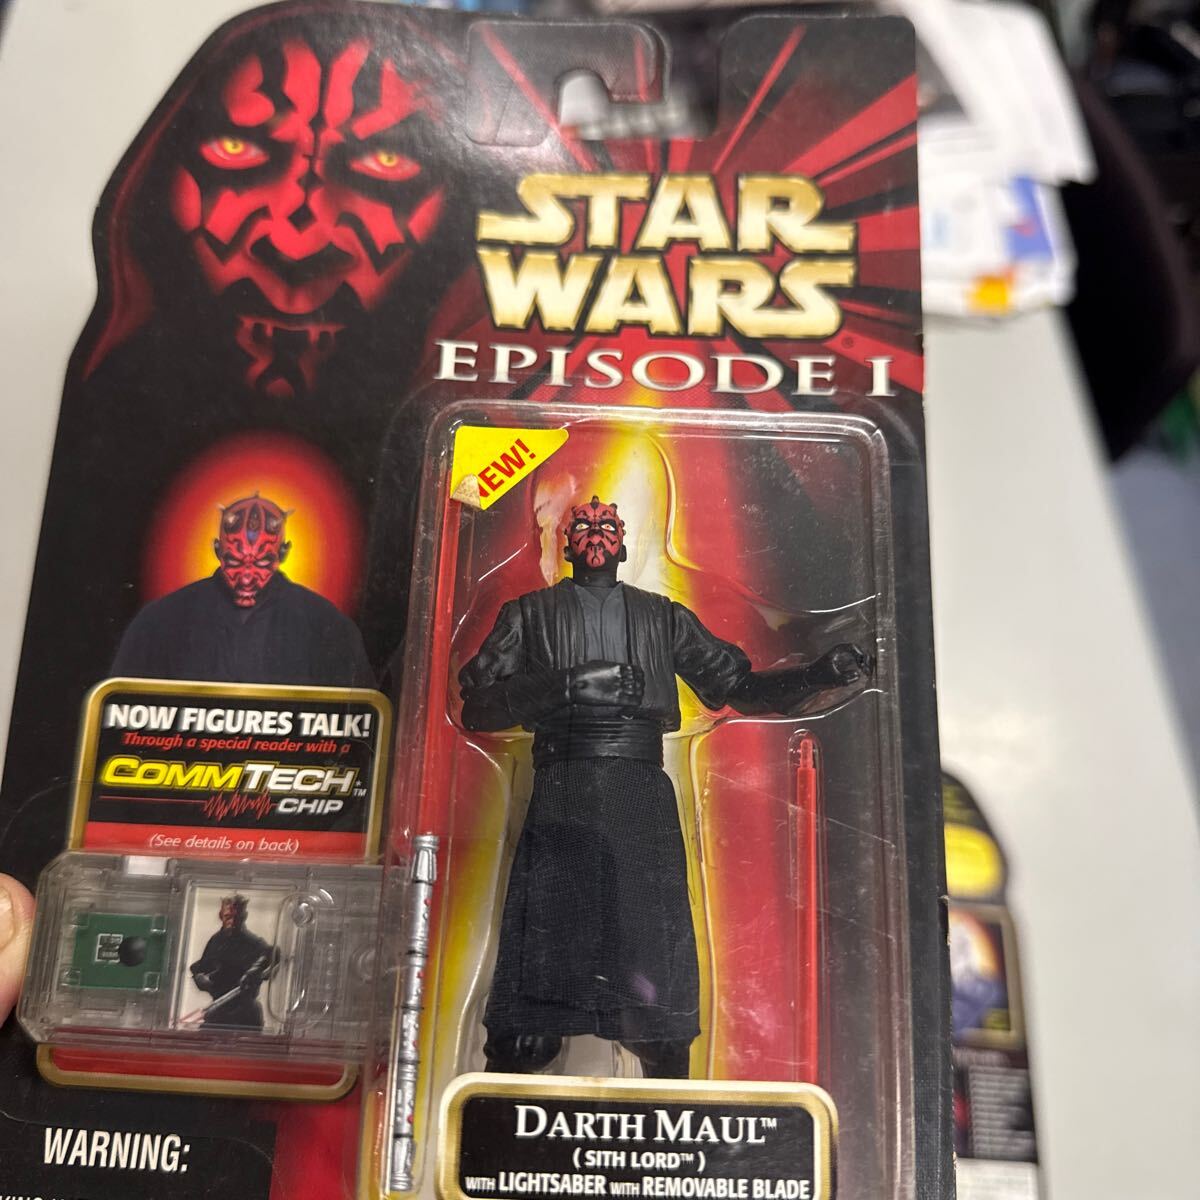 STAR
WARS
EPISODE I
NEW!
NOW FIGURES TALK!
Through a special reader with a
COMMTECH™
CHIP
(See details on back)
WARNING:
DARTH MAUL™
(SITH LORD™)
WITH LIGHTSABER WITH REMOVABLE BLADE